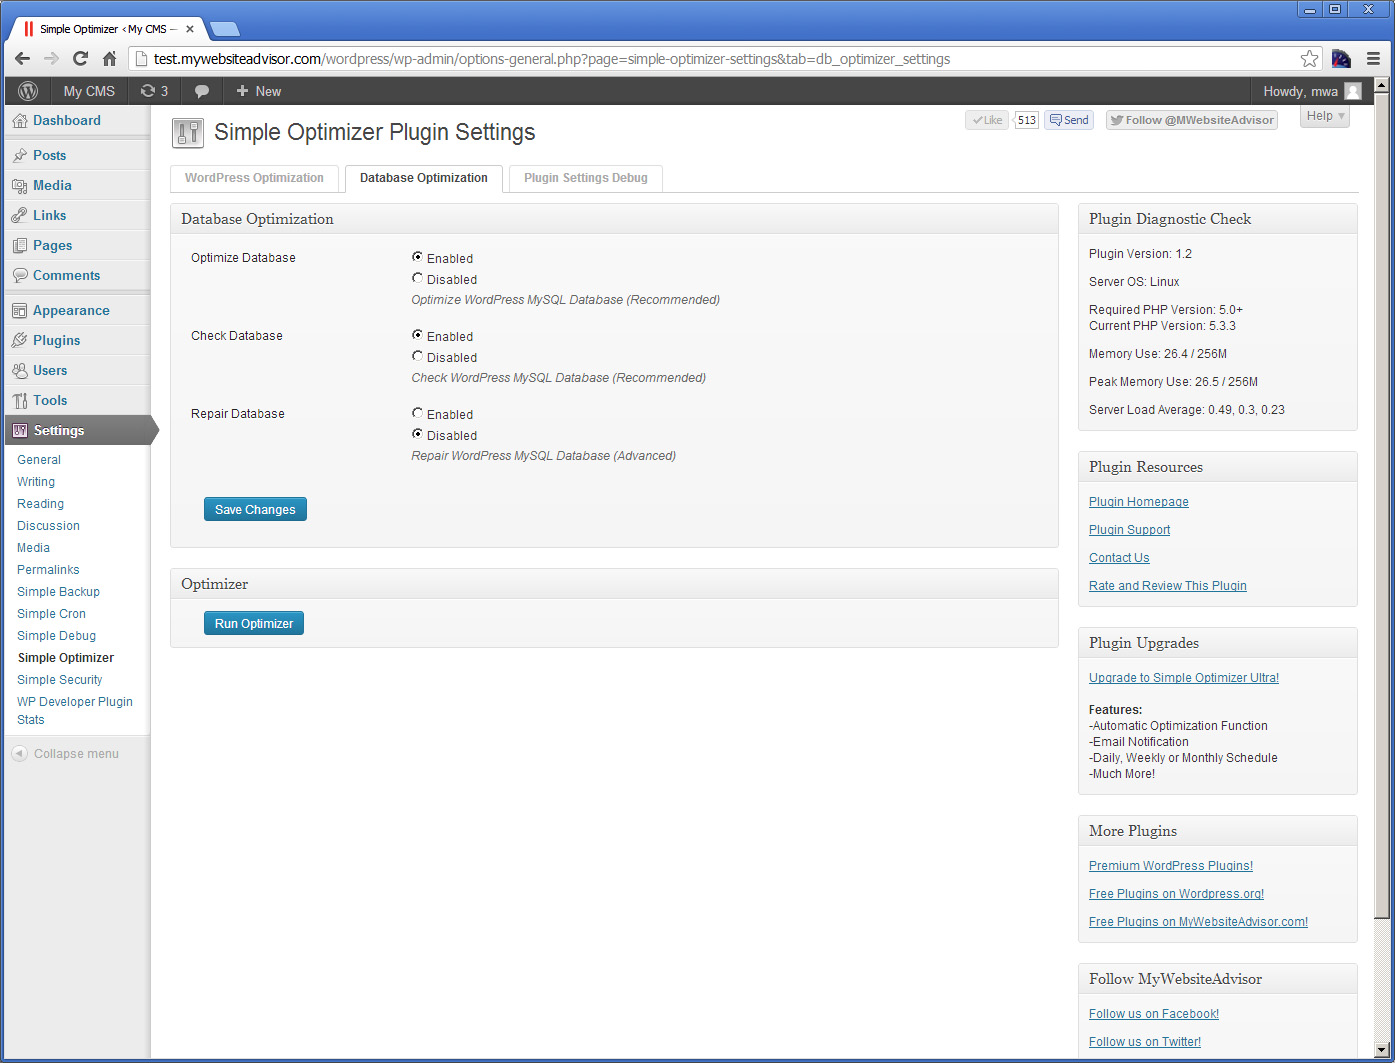 Simple Optimizer ‹ My CMS —
test.mywebsiteadvisor.com/wordpress/wp-admin/options-general.php?page=simple-optimizer-settings&tab=db_optimizer_settings
My CMS 3 + New Howdy, mwa
Dashboard
Posts
Media
Links
Pages
Comments
Appearance
Plugins
Users
Tools
Settings
General
Writing
Reading
Discussion
Media
Permalinks
Simple Backup
Simple Cron
Simple Debug
Simple Optimizer
Simple Security
WP Developer Plugin
Stats
Collapse menu
Simple Optimizer Plugin Settings
Like 513 Send Follow @MWebsiteAdvisor Help
WordPress Optimization Database Optimization Plugin Settings Debug
Database Optimization
Optimize Database
Enabled
Disabled
Optimize WordPress MySQL Database (Recommended)
Check Database
Enabled
Disabled
Check WordPress MySQL Database (Recommended)
Repair Database
Enabled
Disabled
Repair WordPress MySQL Database (Advanced)
Save Changes
Optimizer
Run Optimizer
Plugin Diagnostic Check
Plugin Version: 1.2
Server OS: Linux
Required PHP Version: 5.0+
Current PHP Version: 5.3.3
Memory Use: 26.4 / 256M
Peak Memory Use: 26.5 / 256M
Server Load Average: 0.49, 0.3, 0.23
Plugin Resources
Plugin Homepage
Plugin Support
Contact Us
Rate and Review This Plugin
Plugin Upgrades
Upgrade to Simple Optimizer Ultra!
Features:
-Automatic Optimization Function
-Email Notification
-Daily, Weekly or Monthly Schedule
-Much More!
More Plugins
Premium WordPress Plugins!
Free Plugins on Wordpress.org!
Free Plugins on MyWebsiteAdvisor.com!
Follow MyWebsiteAdvisor
Follow us on Facebook!
Follow us on Twitter!